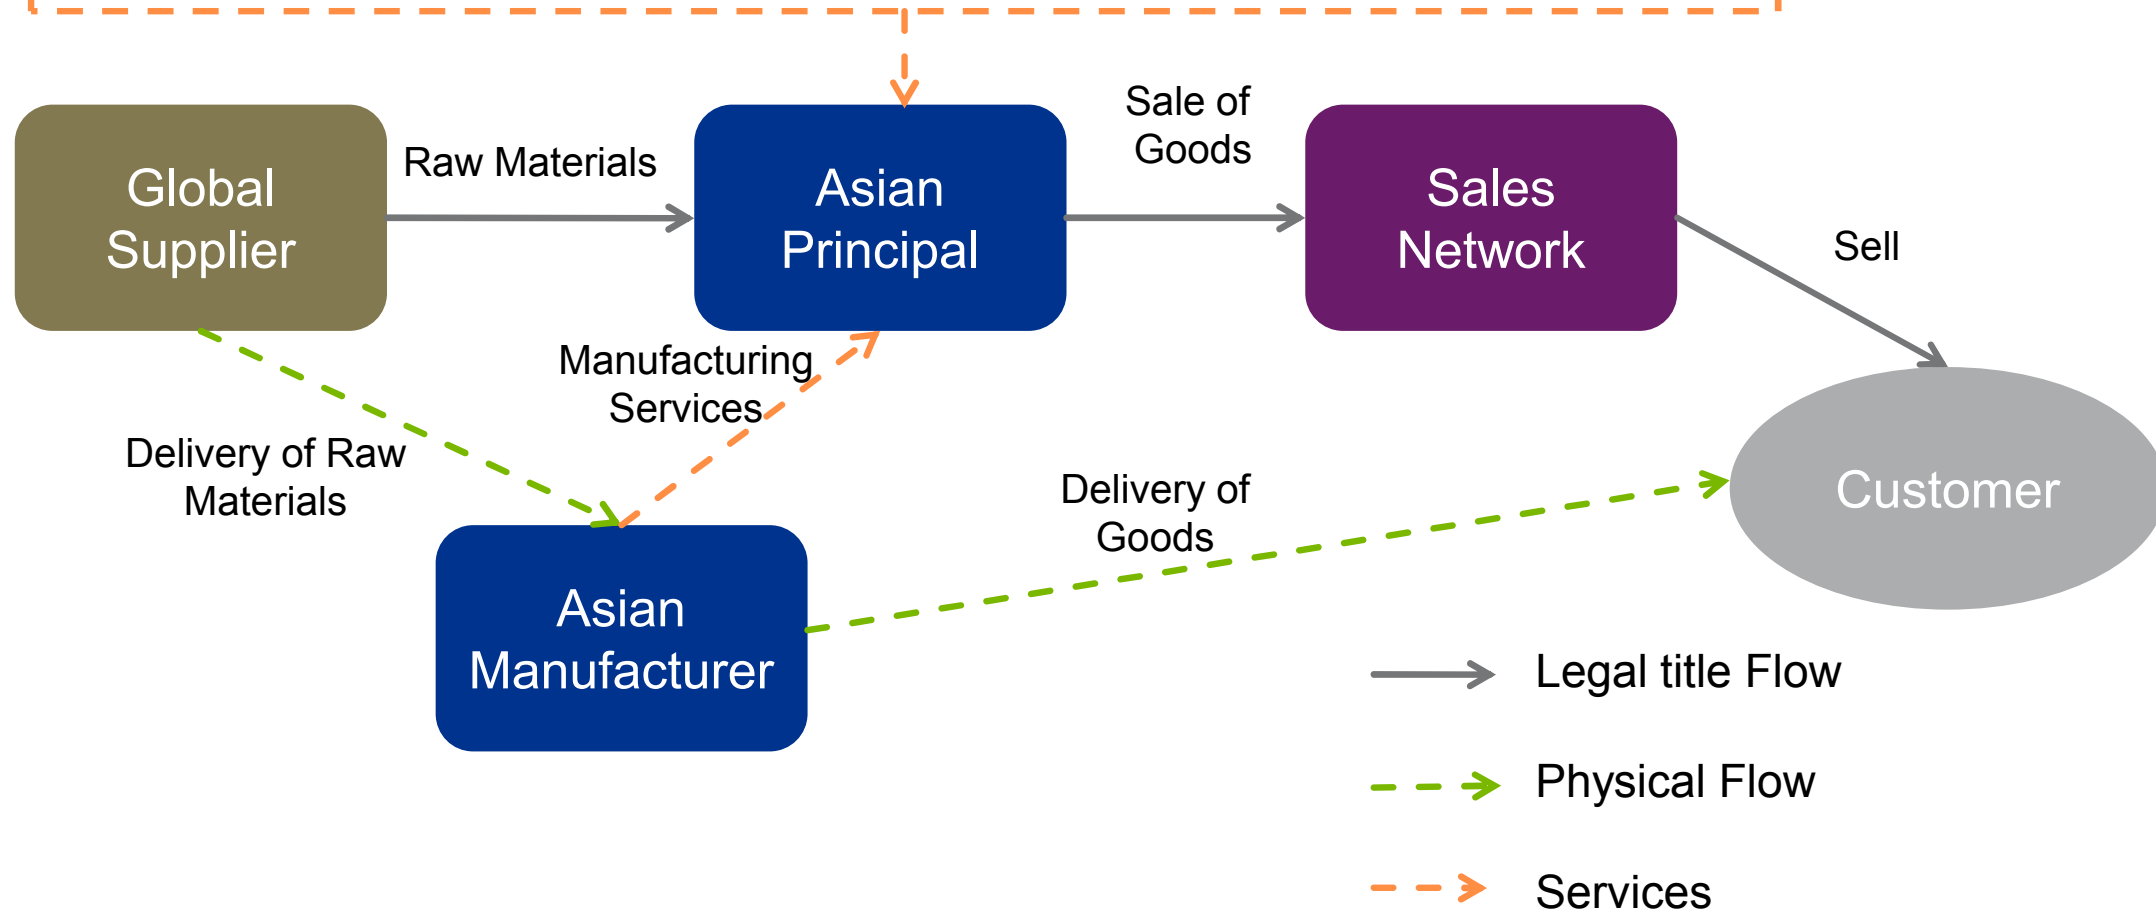 Sale of
Goods
Global
Supplier
Raw Materials
Asian
Principal
Sales
Network
Sell
Manufacturing
Services
Delivery of Raw
Materials
Delivery of
Goods
Customer
Asian
Manufacturer
Legal title Flow
Physical Flow
Services